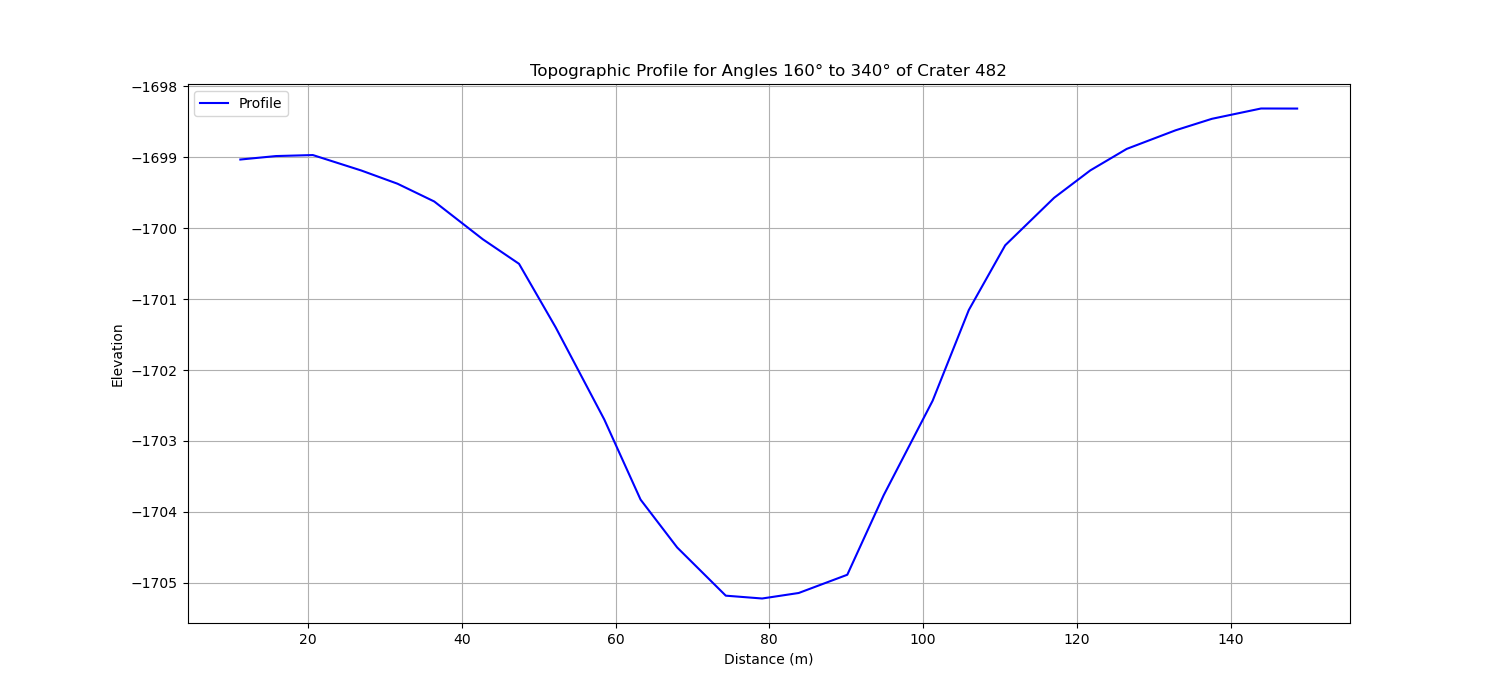 Topographic Profile for Angles 160° to 340° of Crater 482
Profile
−1698
−1699
−1700
−1701
−1702
−1703
−1704
−1705
Elevation
20 40 60 80 100 120 140
Distance (m)